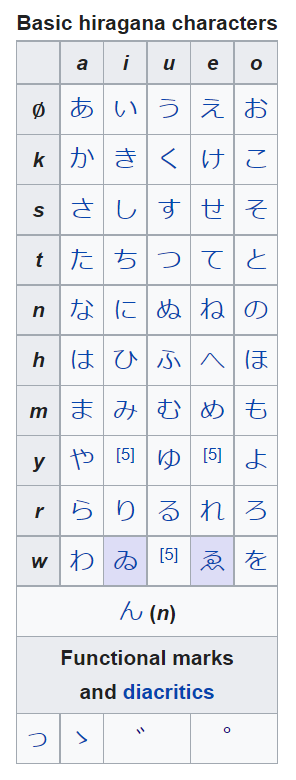 Basic hiragana characters
a i u e o
ø あ い う え お
k か き く け こ
s さ し す せ そ
t た ち つ て と
n な に ぬ ね の
h は ひ ふ へ ほ
m ま み む め も
y や [5] ゆ [5] よ
r ら り る れ ろ
w わ ゐ [5] ゑ を
ん (n)
Functional marks
and diacritics
っ ゝ ゛ ゜